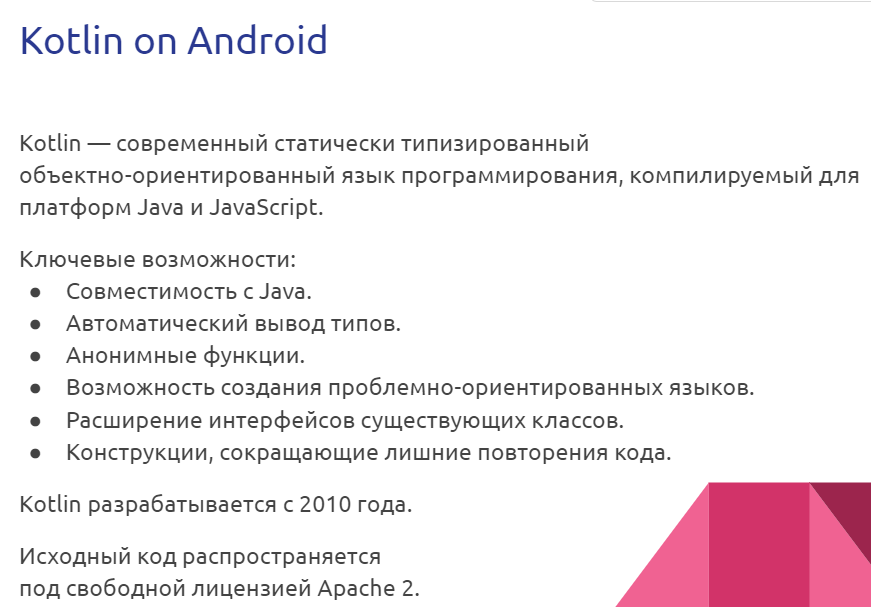 Kotlin on Android
Kotlin — современный статически типизированный
объектно-ориентированный язык программирования, компилируемый для
платформ Java и JavaScript.
Ключевые возможности:
● Совместимость с Java.
● Автоматический вывод типов.
● Анонимные функции.
● Возможность создания проблемно-ориентированных языков.
● Расширение интерфейсов существующих классов.
● Конструкции, сокращающие лишние повторения кода.
Kotlin разрабатывается с 2010 года.
Исходный код распространяется
под свободной лицензией Apache 2.